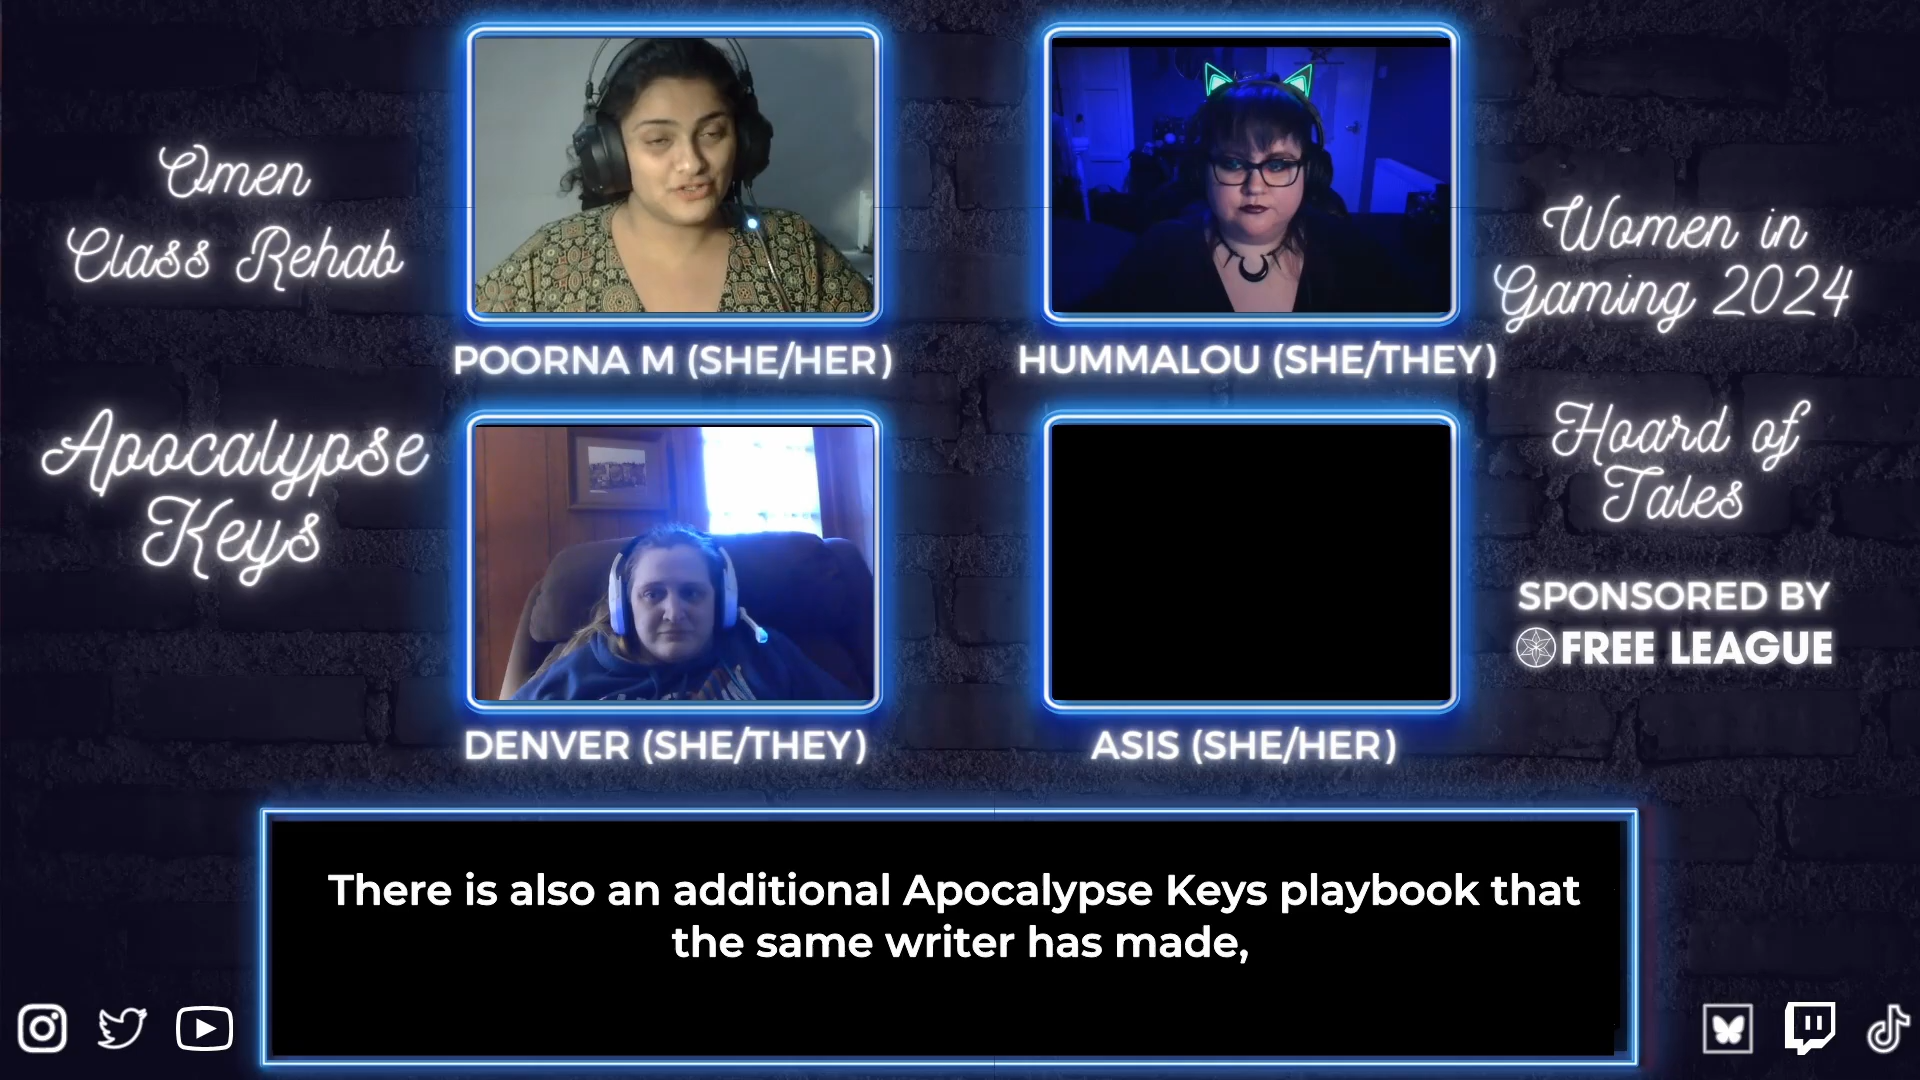 Omen
Class Rehab
Apocalypse
Keys
POORNA M (SHE/HER)
HUMMALOU (SHE/THEY)
DENVER (SHE/THEY)
ASIS (SHE/HER)
Women in
Gaming 2024
Hoard of
Tales
SPONSORED BY
FREE LEAGUE
There is also an additional Apocalypse Keys playbook that
the same writer has made,